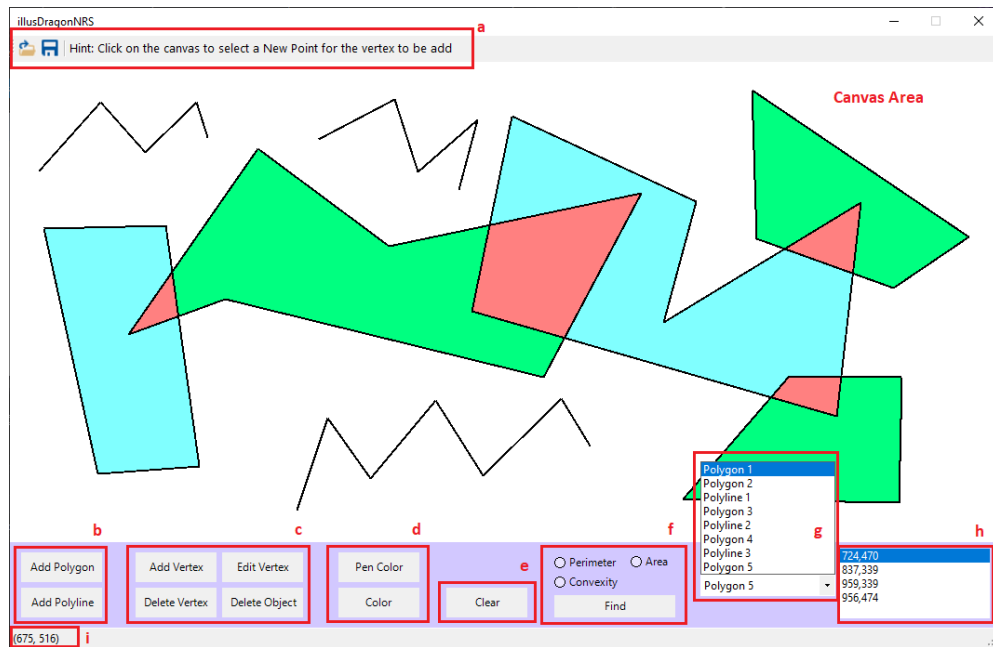 illusDragonNRS
a
Hint: Click on the canvas to select a New Point for the vertex to be add
Canvas Area
Polygon 1
Polygon 2
Polyline 1
Polygon 3
Polyline 2
Polygon 4
Polyline 3
Polygon 5
Polygon 5
b
c
d
e
f
g
h
Add Polygon
Add Vertex
Edit Vertex
Pen Color
Perimeter
Area
Convexity
724,470
837,339
959,339
956,474
Add Polyline
Delete Vertex
Delete Object
Color
Clear
Find
(675, 516)
i